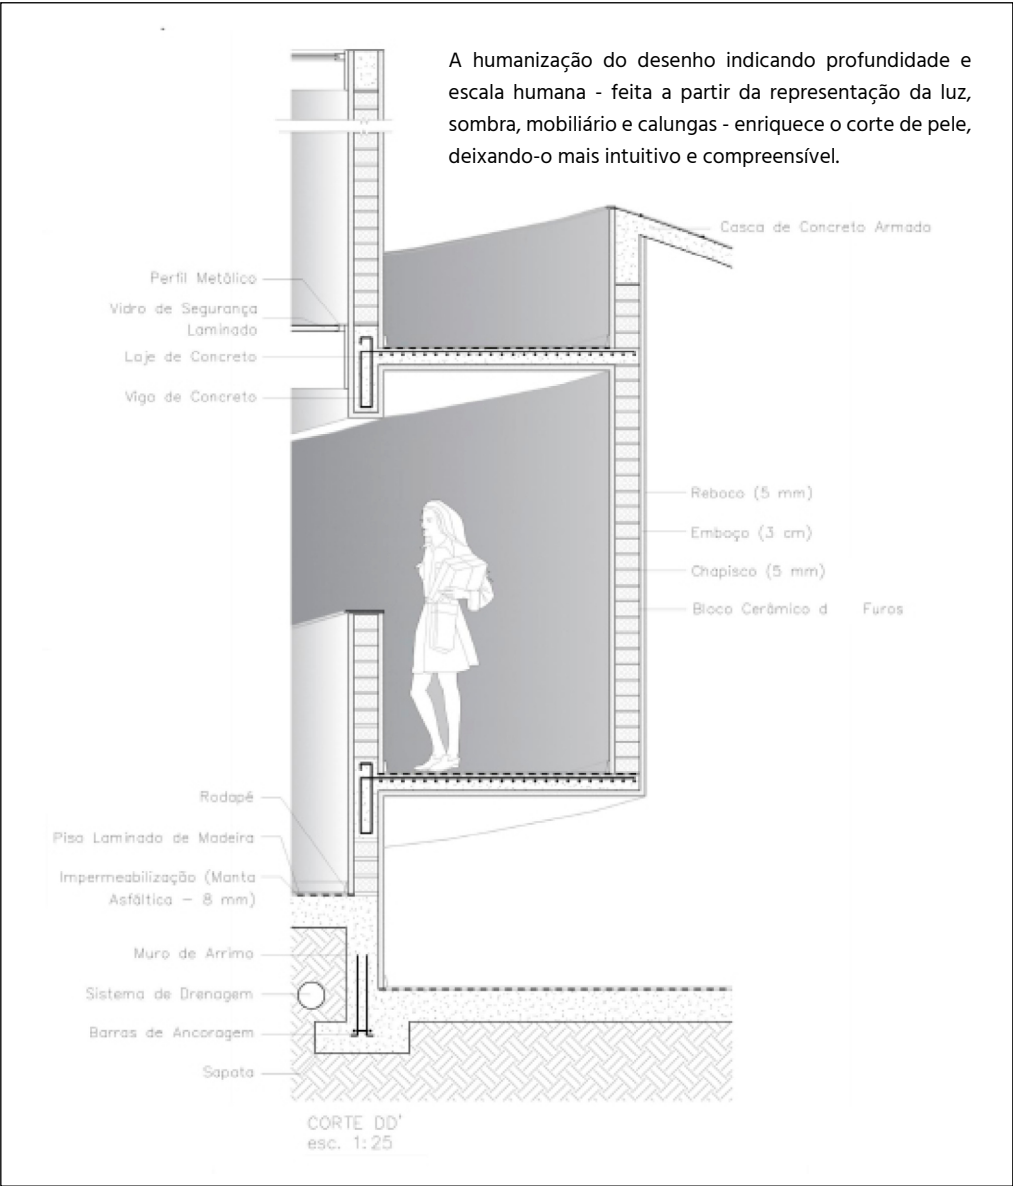 A humanização do desenho indicando profundidade e
escala humana - feita a partir da representação da luz,
sombra, mobiliário e calungas - enriquece o corte de pele,
deixando-o mais intuitivo e compreensível.
Casca de Concreto Armado
Perfil Metálico
Vidro de Segurança
Laminado
Laje de Concreto
Viga de Concreto
Reboco (5 mm)
Emboço (3 cm)
Chapisco (5 mm)
Bloco Cerâmico d Furos
Rodapé
Piso Laminado de Madeira
Impermeabilização (Manta
Asfáltica - 8 mm)
Muro de Arrimo
Sistema de Drenagem
Barras de Ancoragem
Sapata
CORTE DD'
esc. 1:25